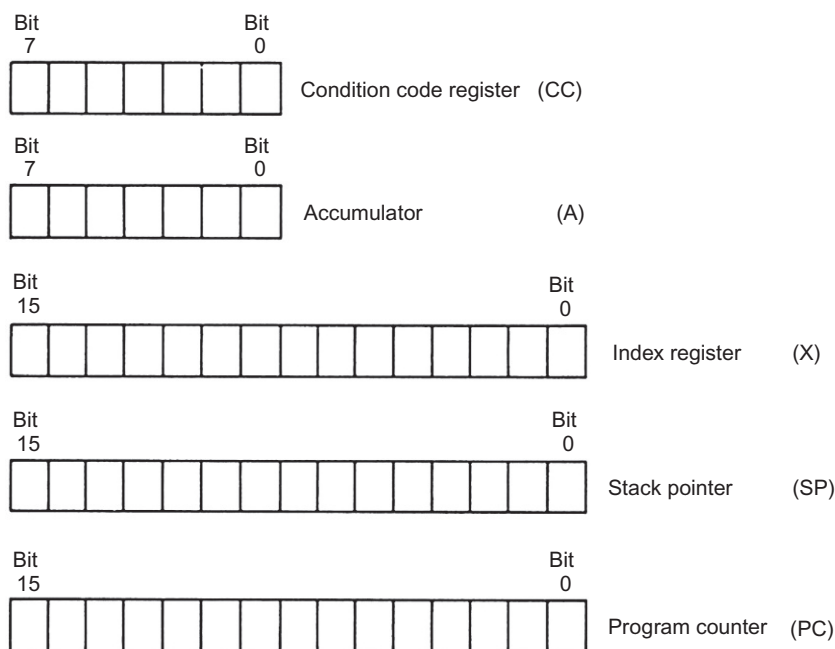 Bit Bit
7 0
Condition code register (CC)
Bit Bit
7 0
Accumulator (A)
Bit Bit
15 0
Index register (X)
Bit Bit
15 0
Stack pointer (SP)
Bit Bit
15 0
Program counter (PC)